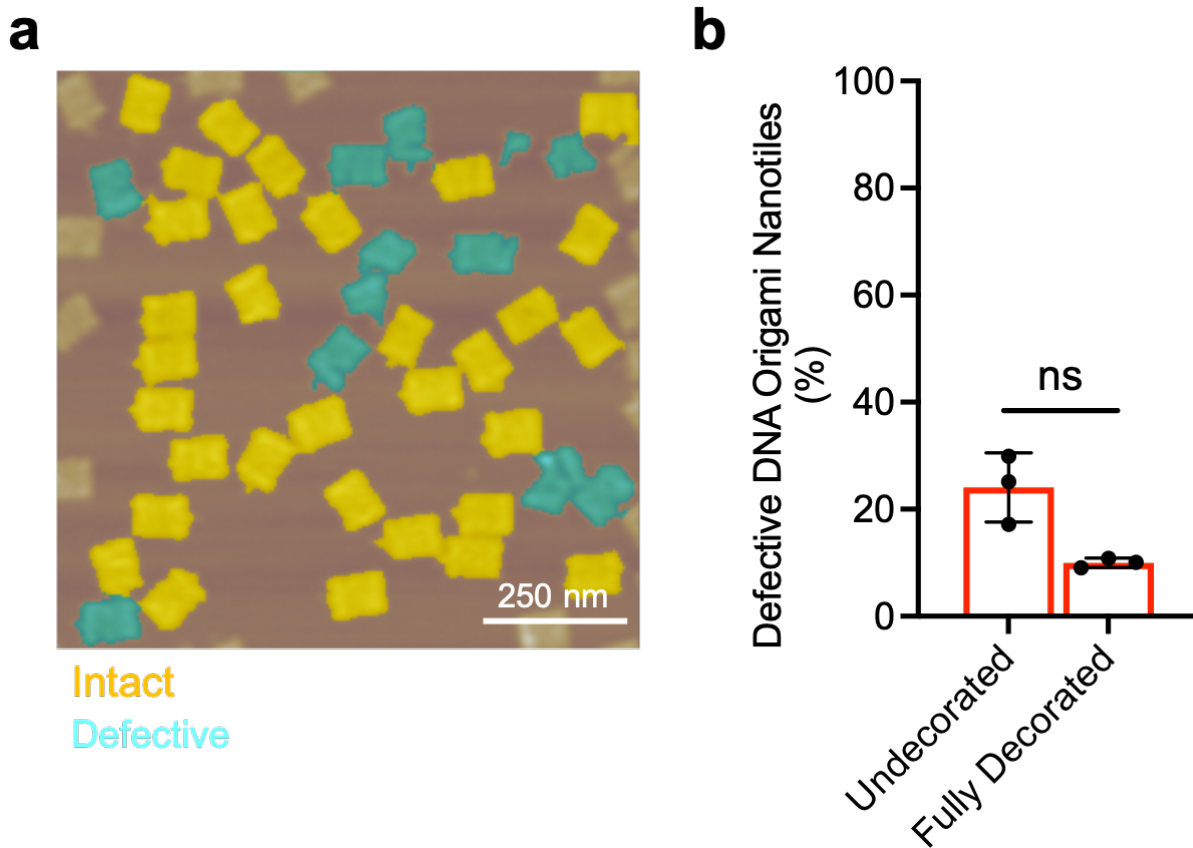 a
250 nm
Intact
Defective
b
Defective DNA Origami Nanotiles
(%)
100
80
60
40
20
0
ns
Undecorated
Fully Decorated